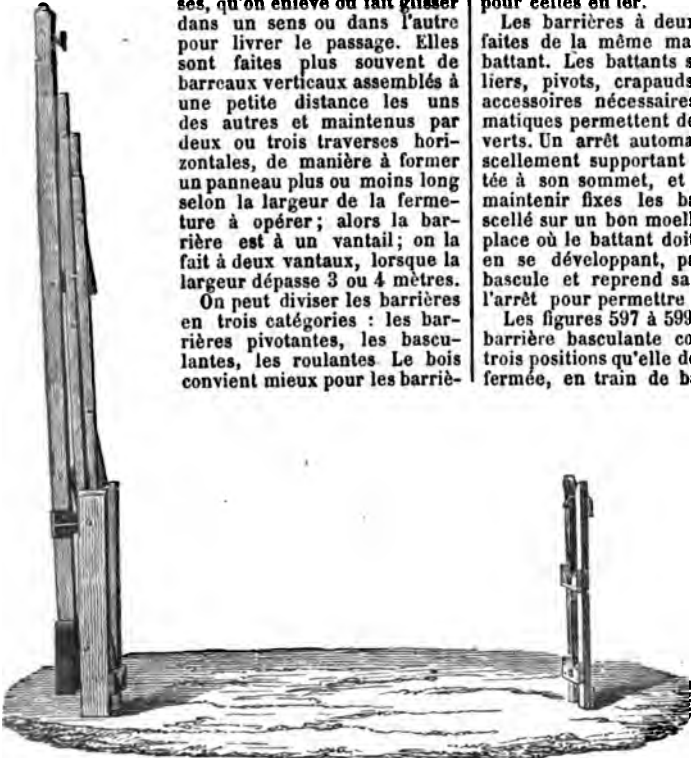 ses, qu'on enlève ou fait glisser
dans un sens ou dans l'autre
pour livrer le passage. Elles
sont faites plus souvent de
barreaux verticaux assemblés à
une petite distance les uns
des autres et maintenus par
deux ou trois traverses hori-
zontales, de manière à former
un panneau plus ou moins long
selon la largeur de la ferme-
ture à opérer; alors la bar-
rière est à un vantail; on la
fait à deux vantaux, lorsque la
largeur dépasse 3 ou 4 mètres.
On peut diviser les barrières
en trois catégories : les bar-
rières pivotantes, les bascu-
lantes, les roulantes Le bois
convient mieux pour les barriè-
pour celles en fer.
Les barrières à deux
faites de la même ma
battant. Les battants s
liers, pivots, crapauds
accessoires nécessaires
matiques permettent de
verts. Un arrêt automa
scellement supportant
tée à son sommet, et
maintenir fixes les ba
scellé sur un bon moell
place où le battant doit
en se développant, pa
bascule et reprend sa
l'arrêt pour permettre
Les figures 597 à 599
barrière basculante co
trois positions qu'elle do
fermée, en train de ba